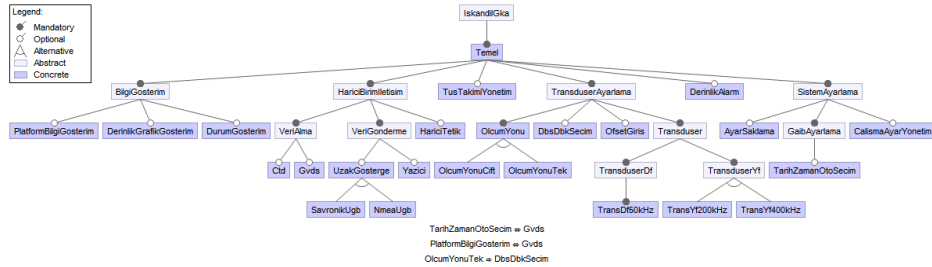 Legend:
Mandatory
Optional
Alternative
Abstract
Concrete
IskandilGka
Temel
BilgiGosterim
HariciBirimIletisim
TusTakimiYonetim
TransduserAyarlama
DerinlikAlarm
SistemAyarlama
PlatformBilgiGosterim
DerinlikGrafikGosterim
DurumGosterim
VeriAlma
VeriGonderme
HariciTetik
OlcumYonu
DbsDbkSecim
OfsetGiris
Transduser
AyarSaklama
GaibAyarlama
CalismaAyarYonetim
Ctd
Gvds
UzakGosterge
Yazici
OlcumYonuCift
OlcumYonuTek
TransduserDf
TransduserYf
TarihZamanOtoSecim
SavronikUgb
NmeaUgb
TransDf50kHz
TransYf200kHz
TransYf400kHz
TarihZamanOtoSecim ⇔ Gvds
PlatformBilgiGosterim ⇔ Gvds
OlcumYonuTek ⇒ DbsDbkSecim